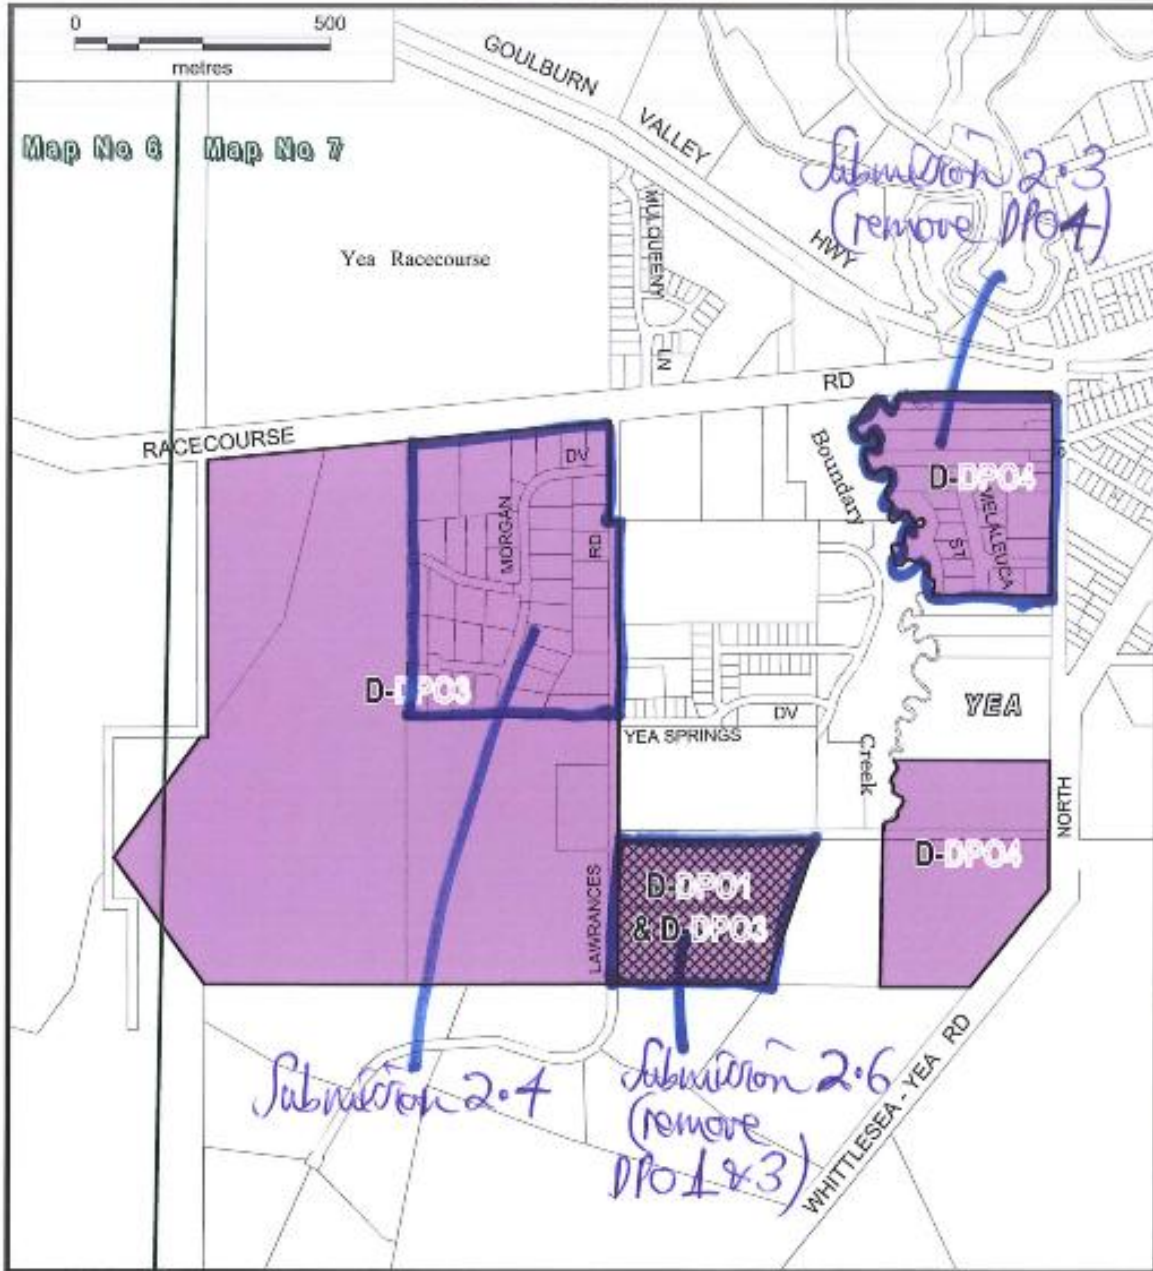 0 500
metres
Map No 6 Map No 7
GOULBURN
VALLEY
HWY
Submission 2.3
(remove DPO4)
Yea Racecourse
MULQUEENY
LN
RD
RACECOURSE
Boundary
DV
D-DPO4
MORGAN
MELALEUCA
ST
RD
D-DPO3
YEA
DV
YEA SPRINGS
Creek
NORTH
D-DPO1
& D-DPO3
D-DPO4
LAWRANCES
Submission 2.4
Submission 2.6
(remove
DPO1 & 3)
WHITTLESEA - YEA RD